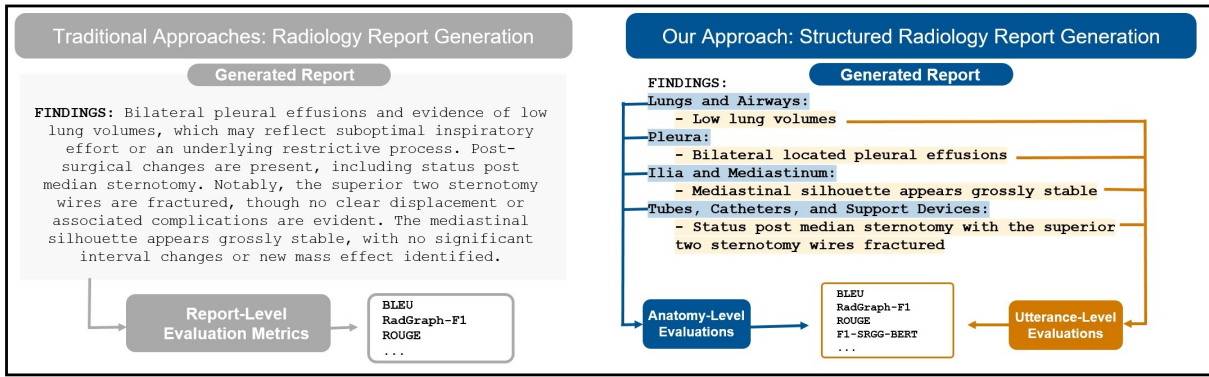 Traditional Approaches: Radiology Report Generation
Generated Report
FINDINGS: Bilateral pleural effusions and evidence of low
lung volumes, which may reflect suboptimal inspiratory
effort or an underlying restrictive process. Post-
surgical changes are present, including status post
median sternotomy. Notably, the superior two sternotomy
wires are fractured, though no clear displacement or
associated complications are evident. The mediastinal
silhouette appears grossly stable, with no significant
interval changes or new mass effect identified.
Report-Level
Evaluation Metrics
BLEU
RadGraph-F1
ROUGE
...
Our Approach: Structured Radiology Report Generation
Generated Report
FINDINGS:
Lungs and Airways:
- Low lung volumes
Pleura:
- Bilateral located pleural effusions
Ilia and Mediastinum:
- Mediastinal silhouette appears grossly stable
Tubes, Catheters, and Support Devices:
- Status post median sternotomy with the superior
two sternotomy wires fractured
Anatomy-Level
Evaluations
BLEU
RadGraph-F1
ROUGE
F1-SRGG-BERT
...
Utterance-Level
Evaluations